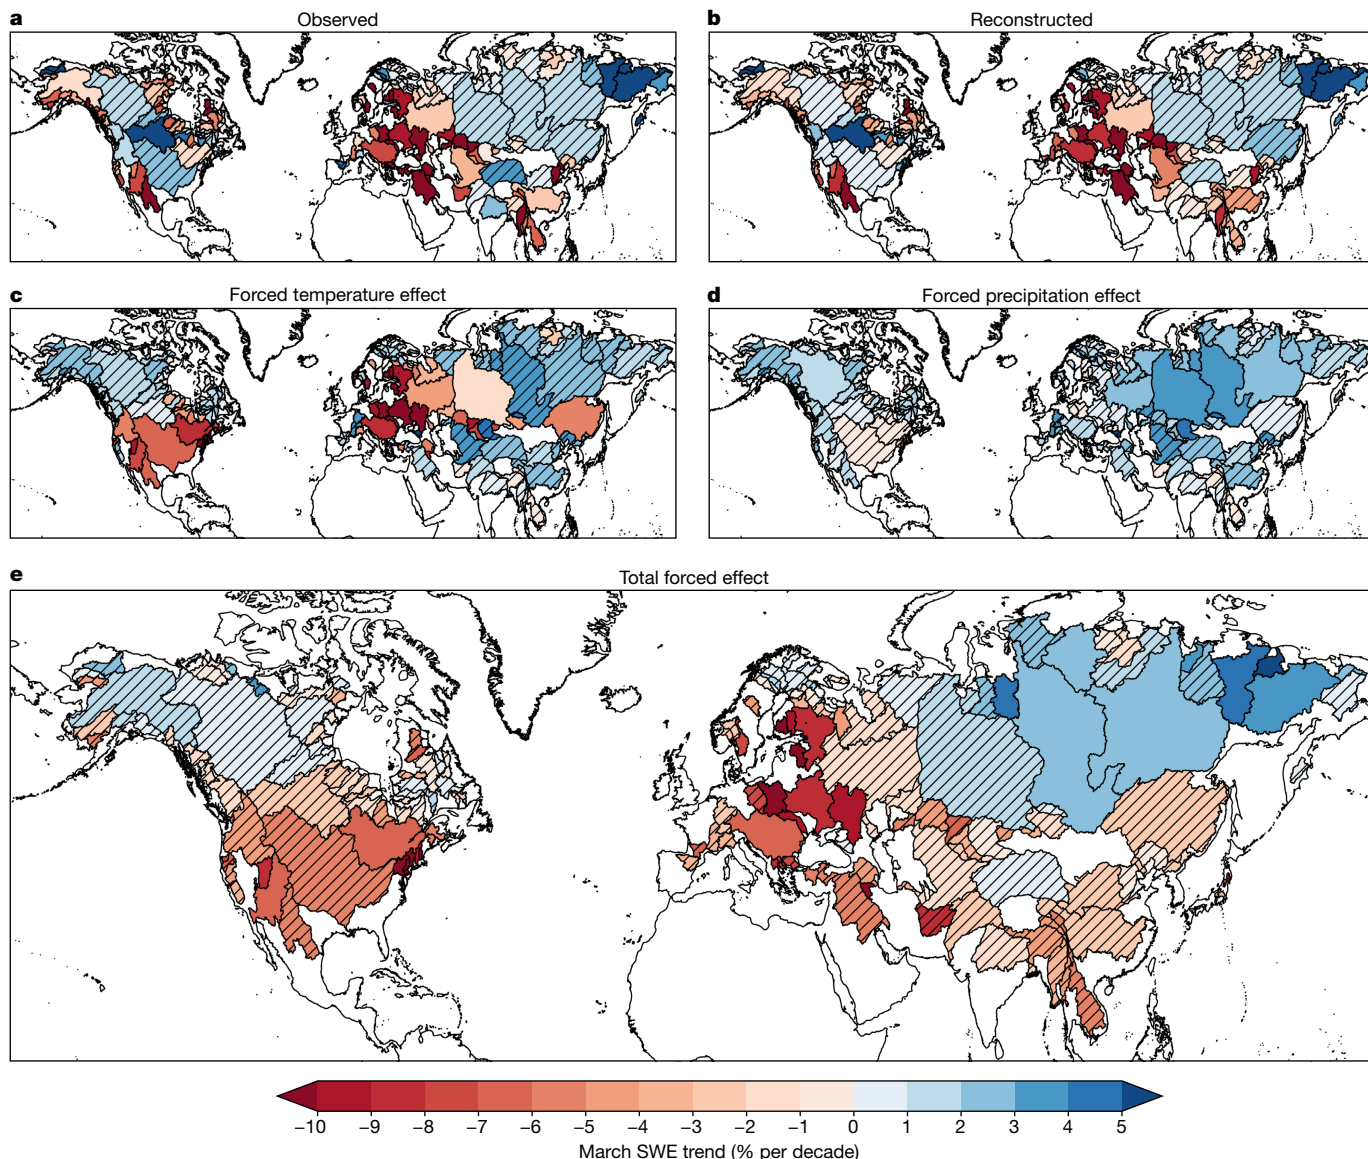 a
Observed
b
Reconstructed
c
Forced temperature effect
d
Forced precipitation effect
e
Total forced effect
−10 −9 −8 −7 −6 −5 −4 −3 −2 −1 0 1 2 3 4 5
March SWE trend (% per decade)